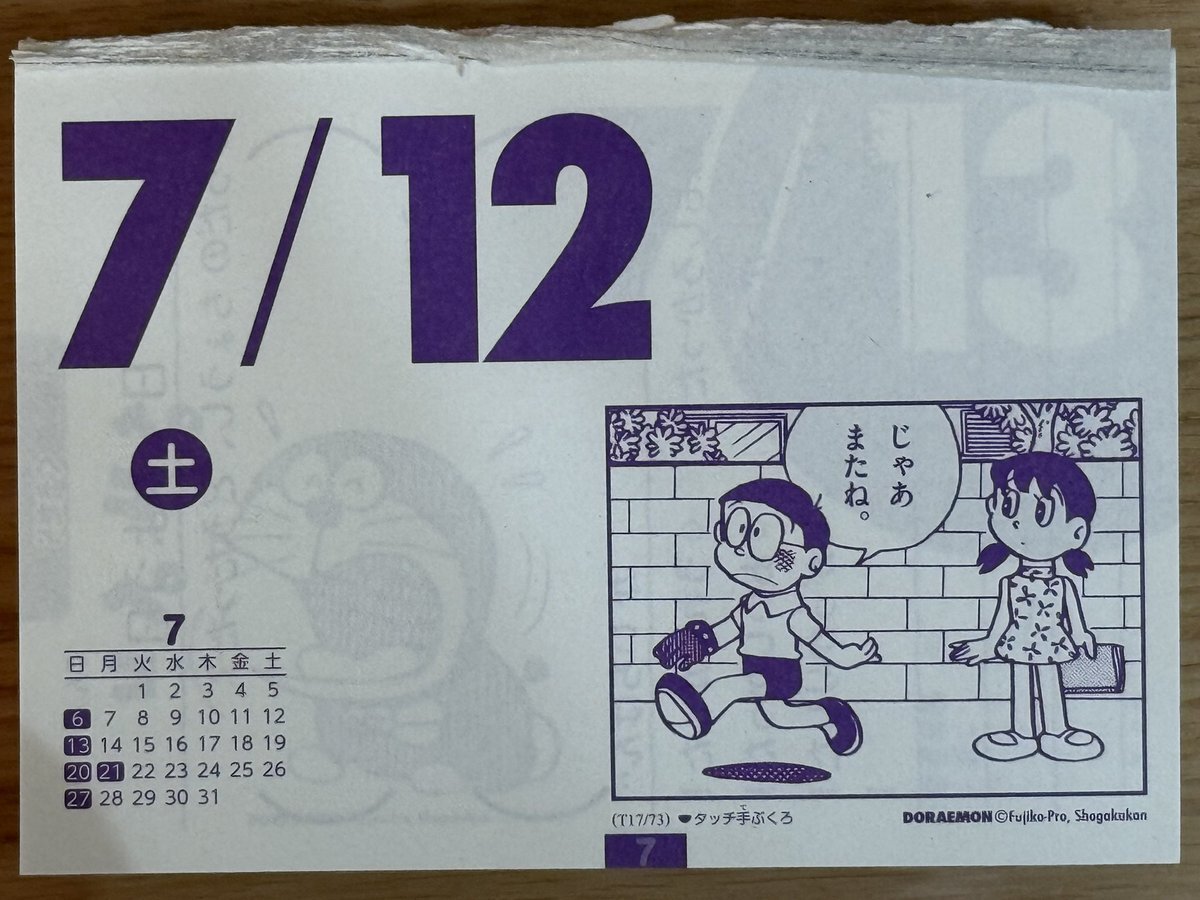 7/12
土
じゃあ
またね。
7
日 月 火 水 木 金 土
1 2 3 4 5
6 7 8 9 10 11 12
13 14 15 16 17 18 19
20 21 22 23 24 25 26
27 28 29 30 31
(T17/73) タッチ手ぶくろ
て
DORAEMON ©Fujiko-Pro, Shogakukan
7